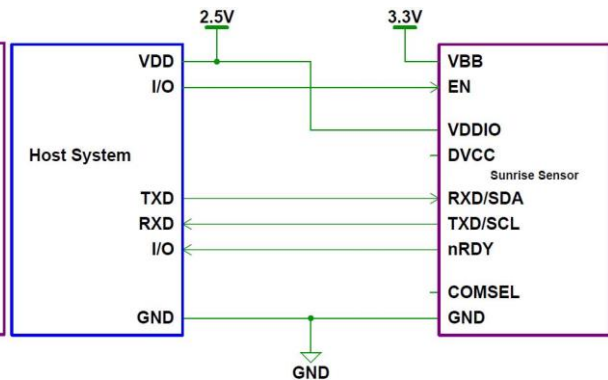 2.5V 3.3V
VDD VBB
I/O EN
VDDIO
Host System DVCC
Sunrise Sensor
TXD RXD/SDA
RXD TXD/SCL
I/O nRDY
COMSEL
GND GND
GND